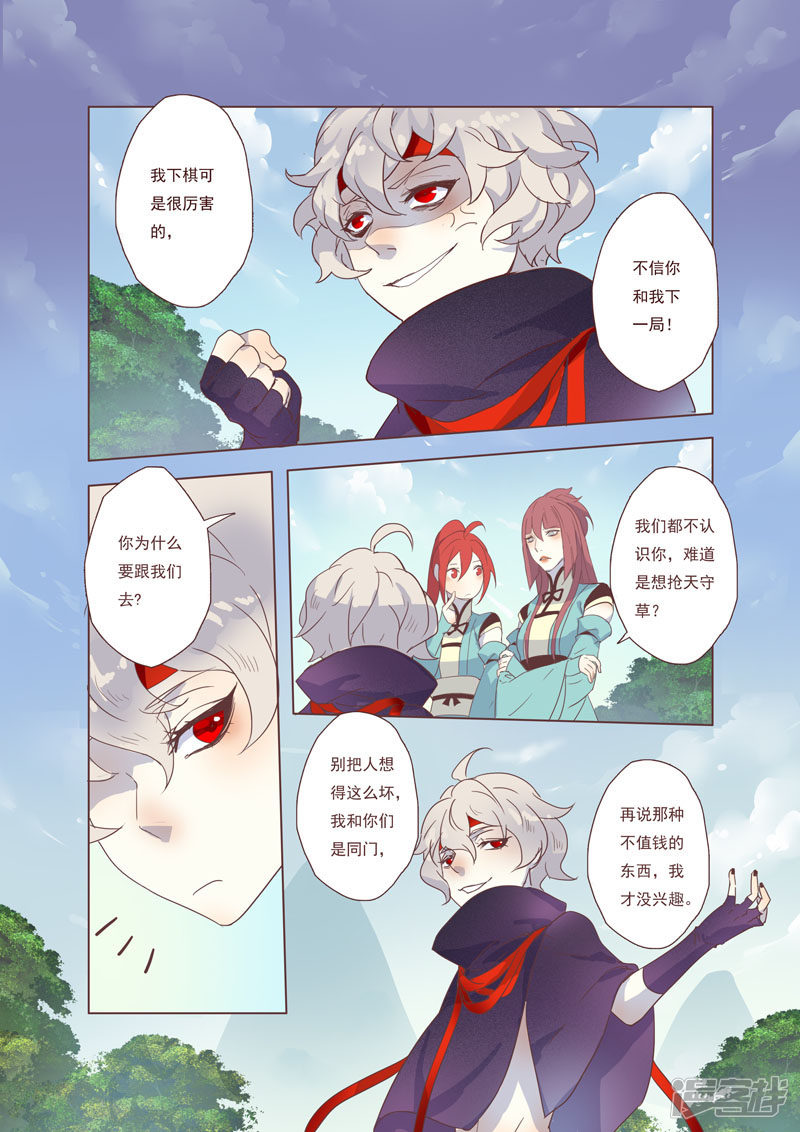 我下棋可
是很厉害
的，
不信你
和我下
一局！
你为什么
要跟我们
去？
我们都不认
识你，难道
是想抢天守
草？
别把人想
得这么坏，
我和你们
是同门，
再说那种
不值钱的
东西，我
才没兴趣。
漫客栈